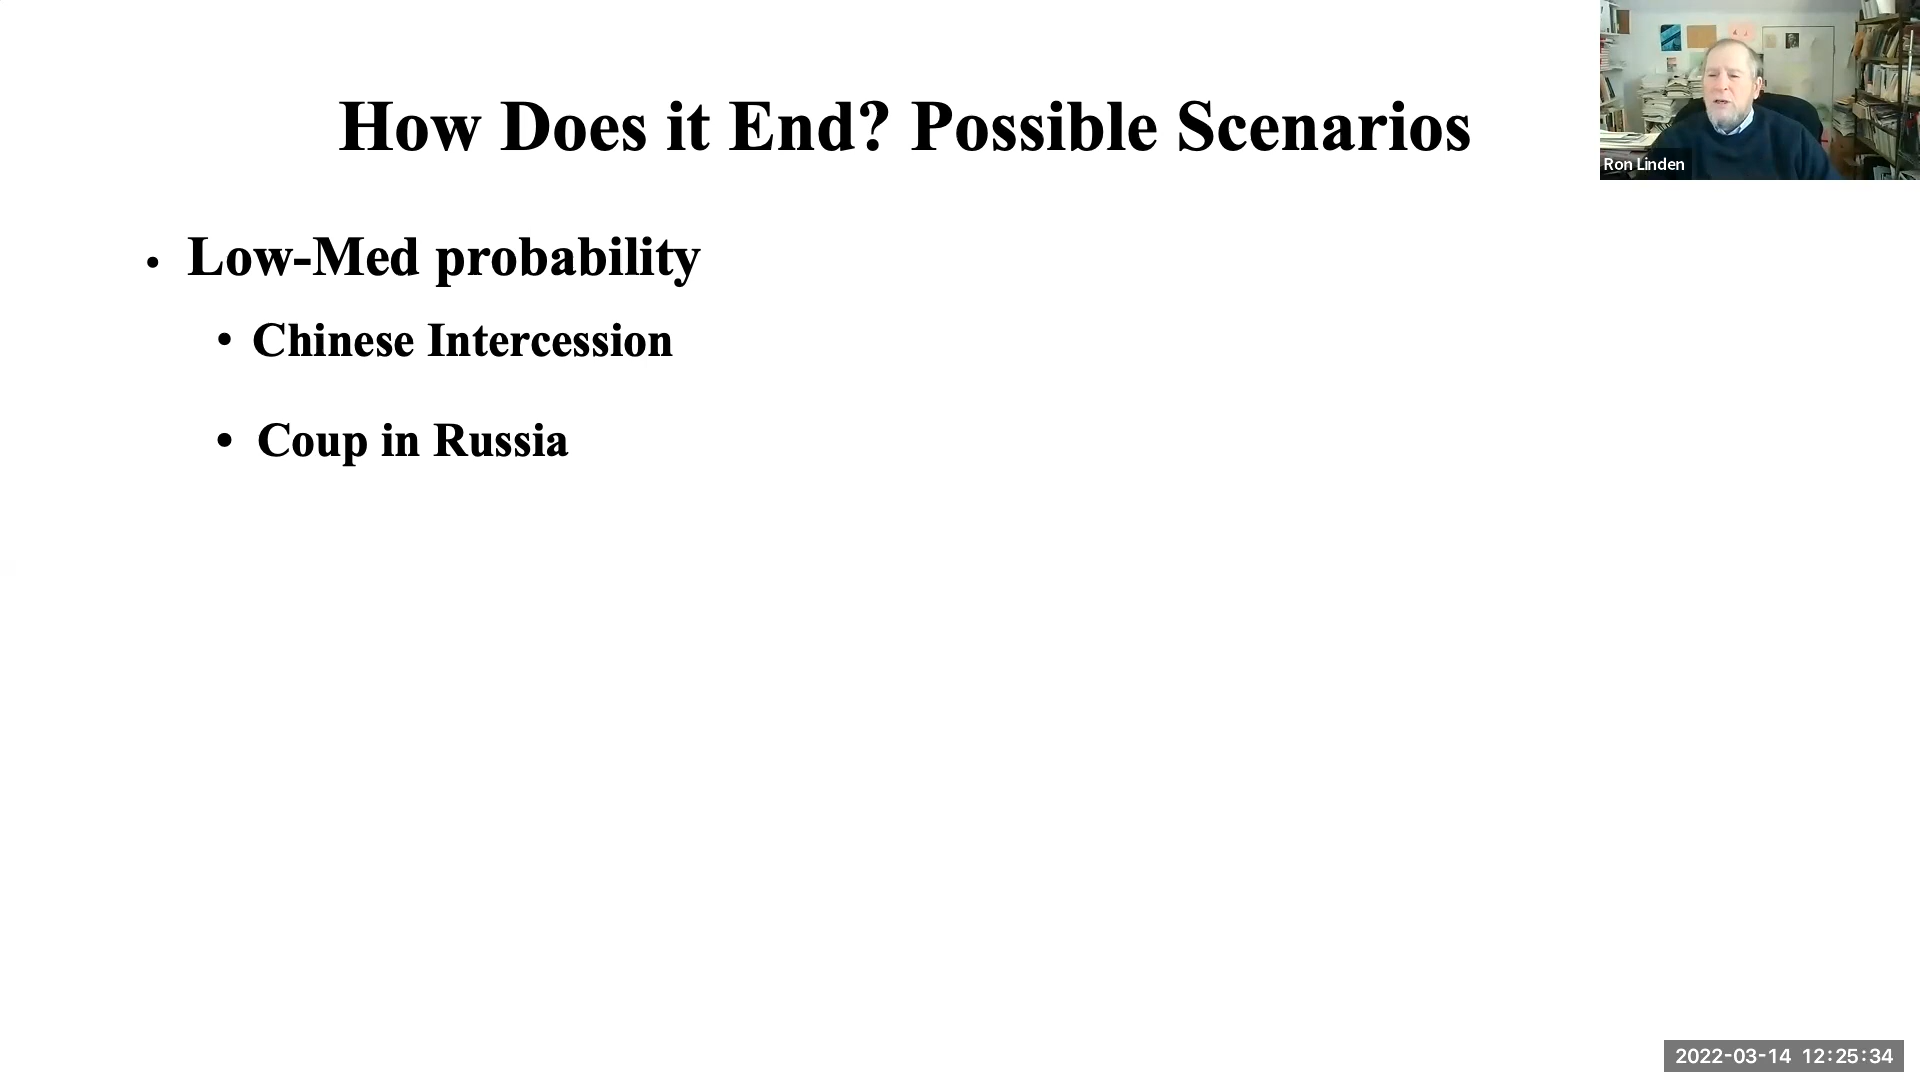 How Does it End? Possible Scenarios
Ron Linden
• Low-Med probability
• Chinese Intercession
• Coup in Russia
2022-03-14 12:25:34